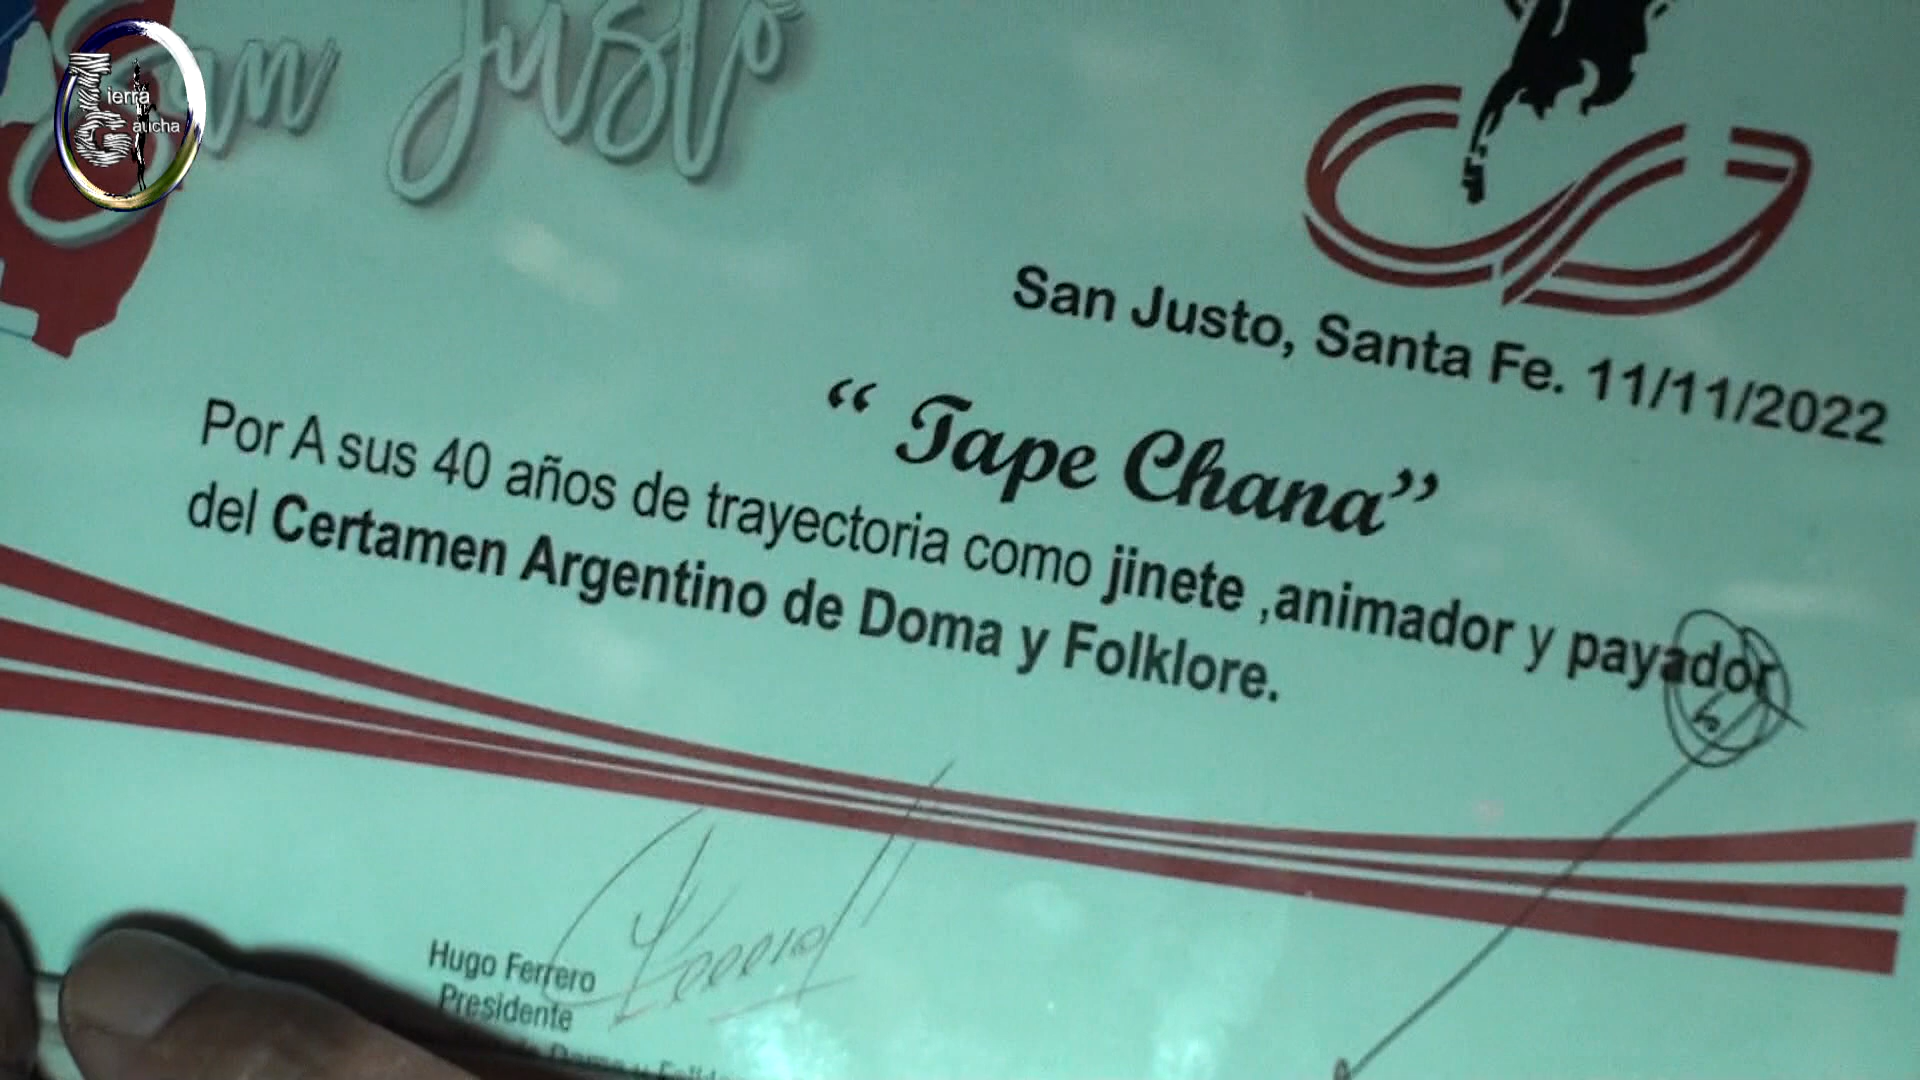 San Justo
Tierra
Gaucha
San Justo, Santa Fe. 11/11/2022
“ Tape Chana”
Por A sus 40 años de trayectoria como jinete ,animador y payador
del Certamen Argentino de Doma y Folklore.
Hugo Ferrero
Presidente